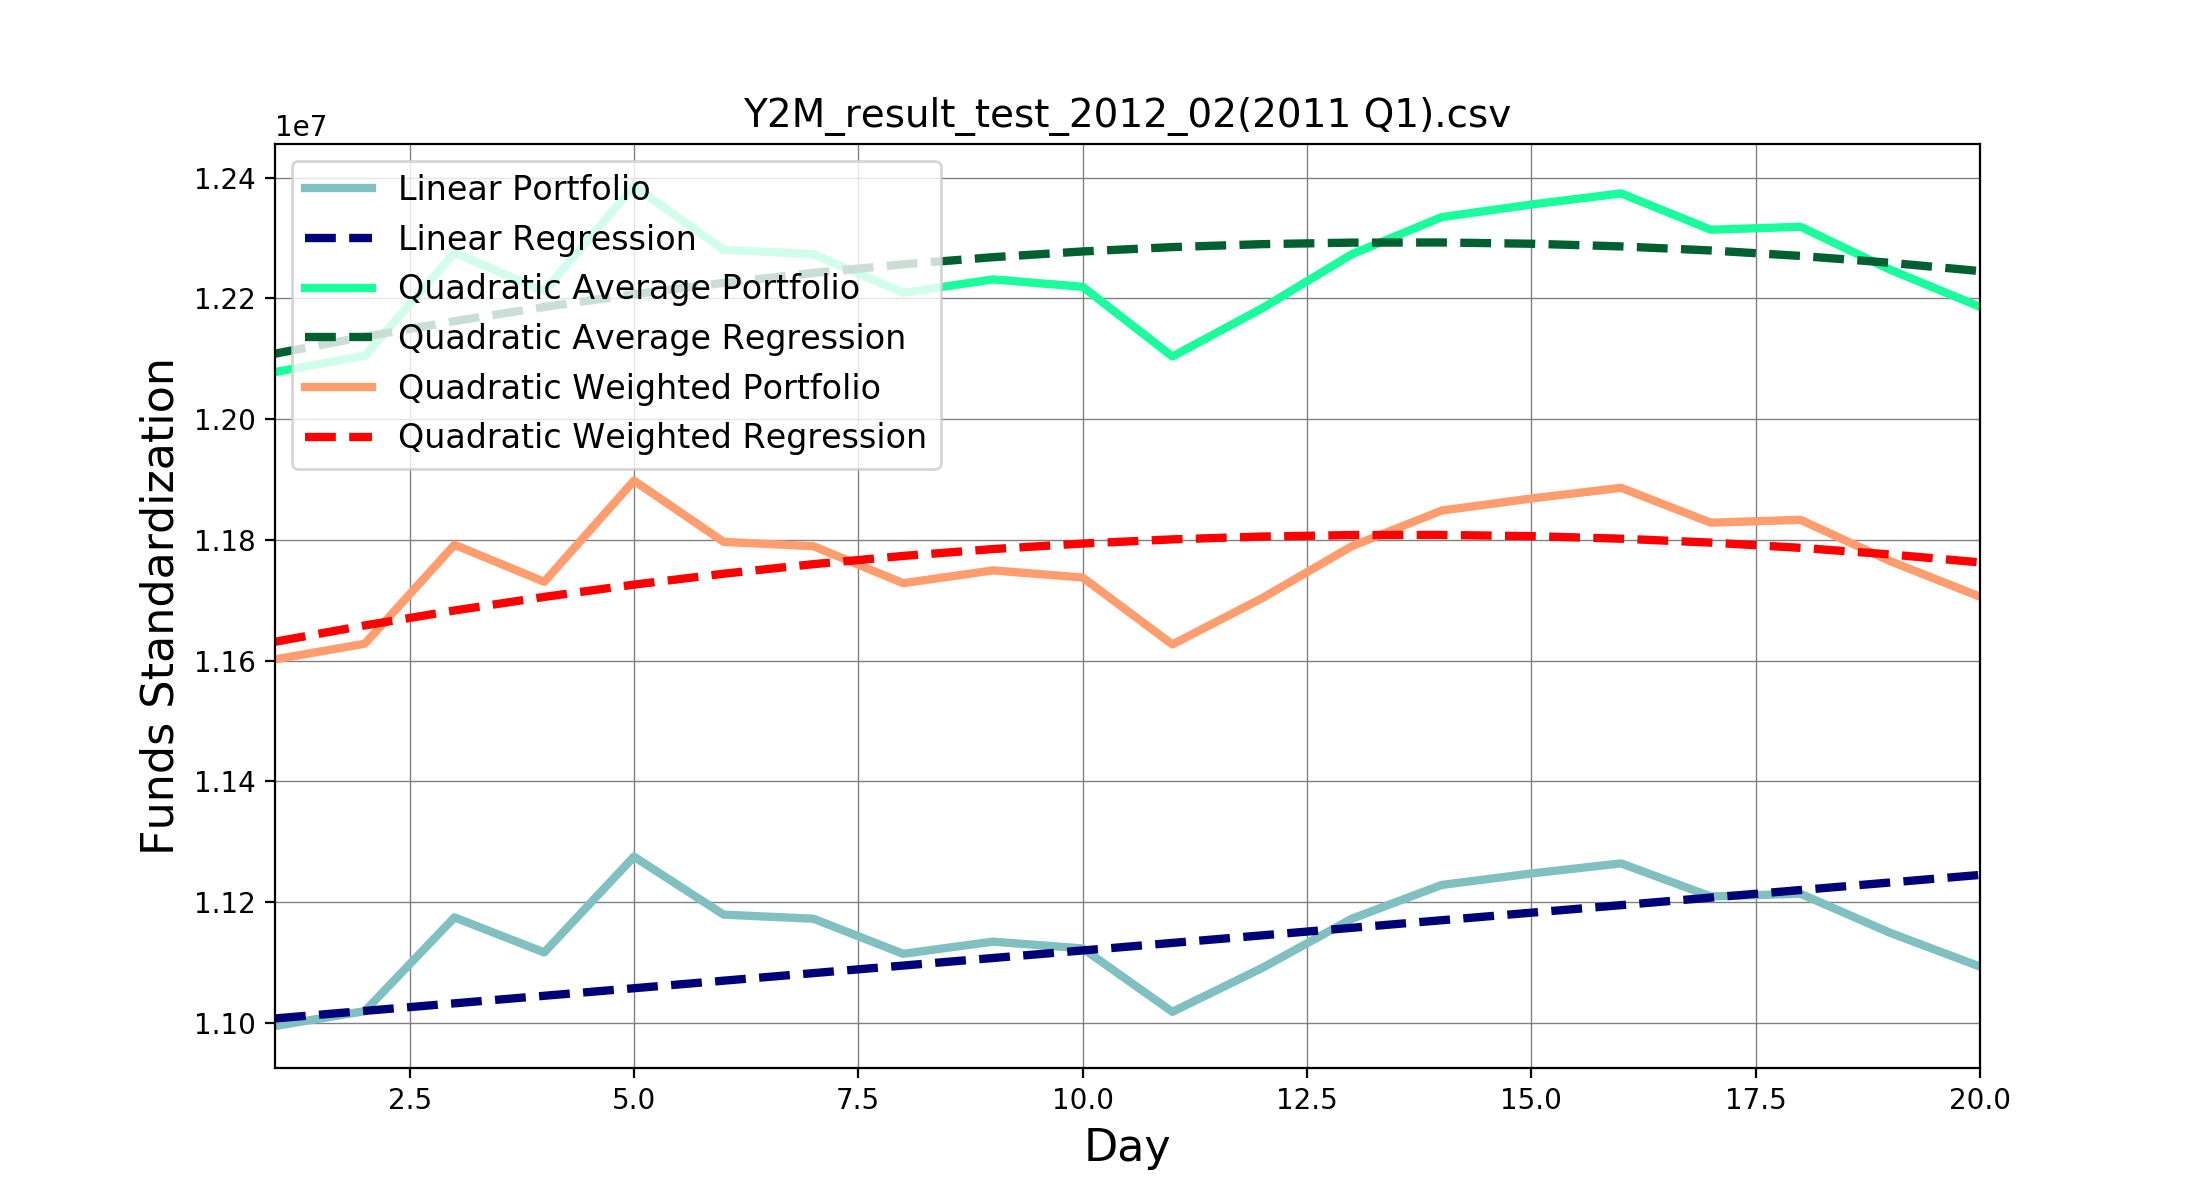 Y2M_result_test_2012_02(2011 Q1).csv
1e7
Linear Portfolio
Linear Regression
Quadratic Average Portfolio
Quadratic Average Regression
Quadratic Weighted Portfolio
Quadratic Weighted Regression
Funds Standardization
1.24
1.22
1.20
1.18
1.16
1.14
1.12
1.10
2.5 5.0 7.5 10.0 12.5 15.0 17.5 20.0
Day